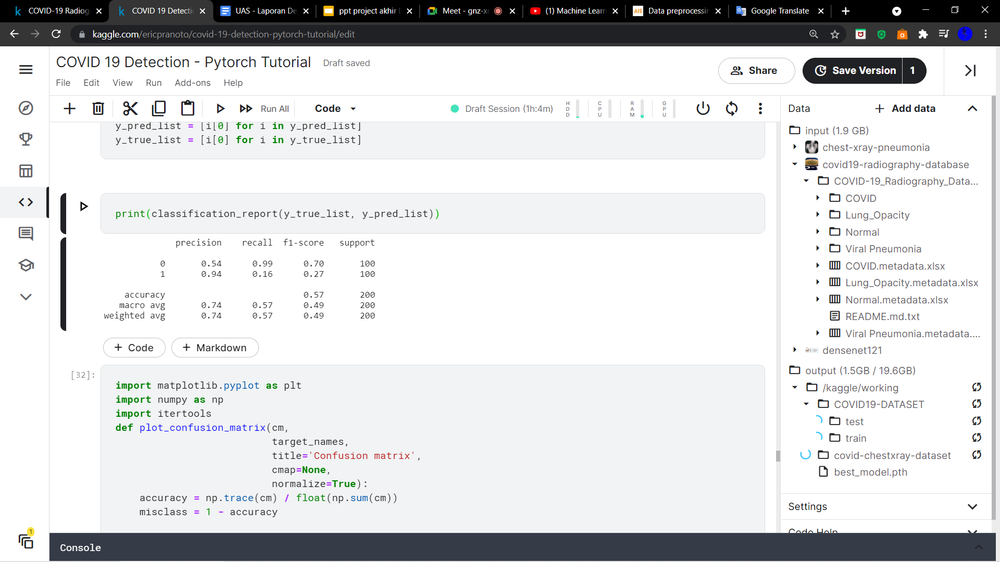 COVID-19 Radiog
COVID 19 Detecti
UAS - Laporan De
ppt project akhir
Meet - gnz-x
(1) Machine Learn
AIS
Data preprocessin
Google Translate
kaggle.com/ericpranoto/covid-19-detection-pytorch-tutorial/edit
COVID 19 Detection - Pytorch Tutorial
Draft saved
File Edit View Run Add-ons Help
Share
Save Version 1
Run All
Code
Draft Session (1h:4m)
HDD
CPU
RAM
GPU
y_pred_list = [i[0] for i in y_pred_list]
y_true_list = [i[0] for i in y_true_list]
print(classification_report(y_true_list, y_pred_list))
precision recall f1-score support
0 0.54 0.99 0.70 100
1 0.94 0.16 0.27 100
accuracy 0.57 200
macro avg 0.74 0.57 0.49 200
weighted avg 0.74 0.57 0.49 200
+ Code
+ Markdown
[32]:
import matplotlib.pyplot as plt
import numpy as np
import itertools
def plot_confusion_matrix(cm,
target_names,
title='Confusion matrix',
cmap=None,
normalize=True):
accuracy = np.trace(cm) / float(np.sum(cm))
misclass = 1 - accuracy
1
Console
Data
+ Add data
input (1.9 GB)
chest-xray-pneumonia
covid19-radiography-database
COVID-19_Radiography_Data...
COVID
Lung_Opacity
Normal
Viral Pneumonia
COVID.metadata.xlsx
Lung_Opacity.metadata.xlsx
Normal.metadata.xlsx
README.md.txt
Viral Pneumonia.metadata....
densenet121
output (1.5GB / 19.6GB)
/kaggle/working
COVID19-DATASET
test
train
covid-chestxray-dataset
best_model.pth
Settings
Code Help